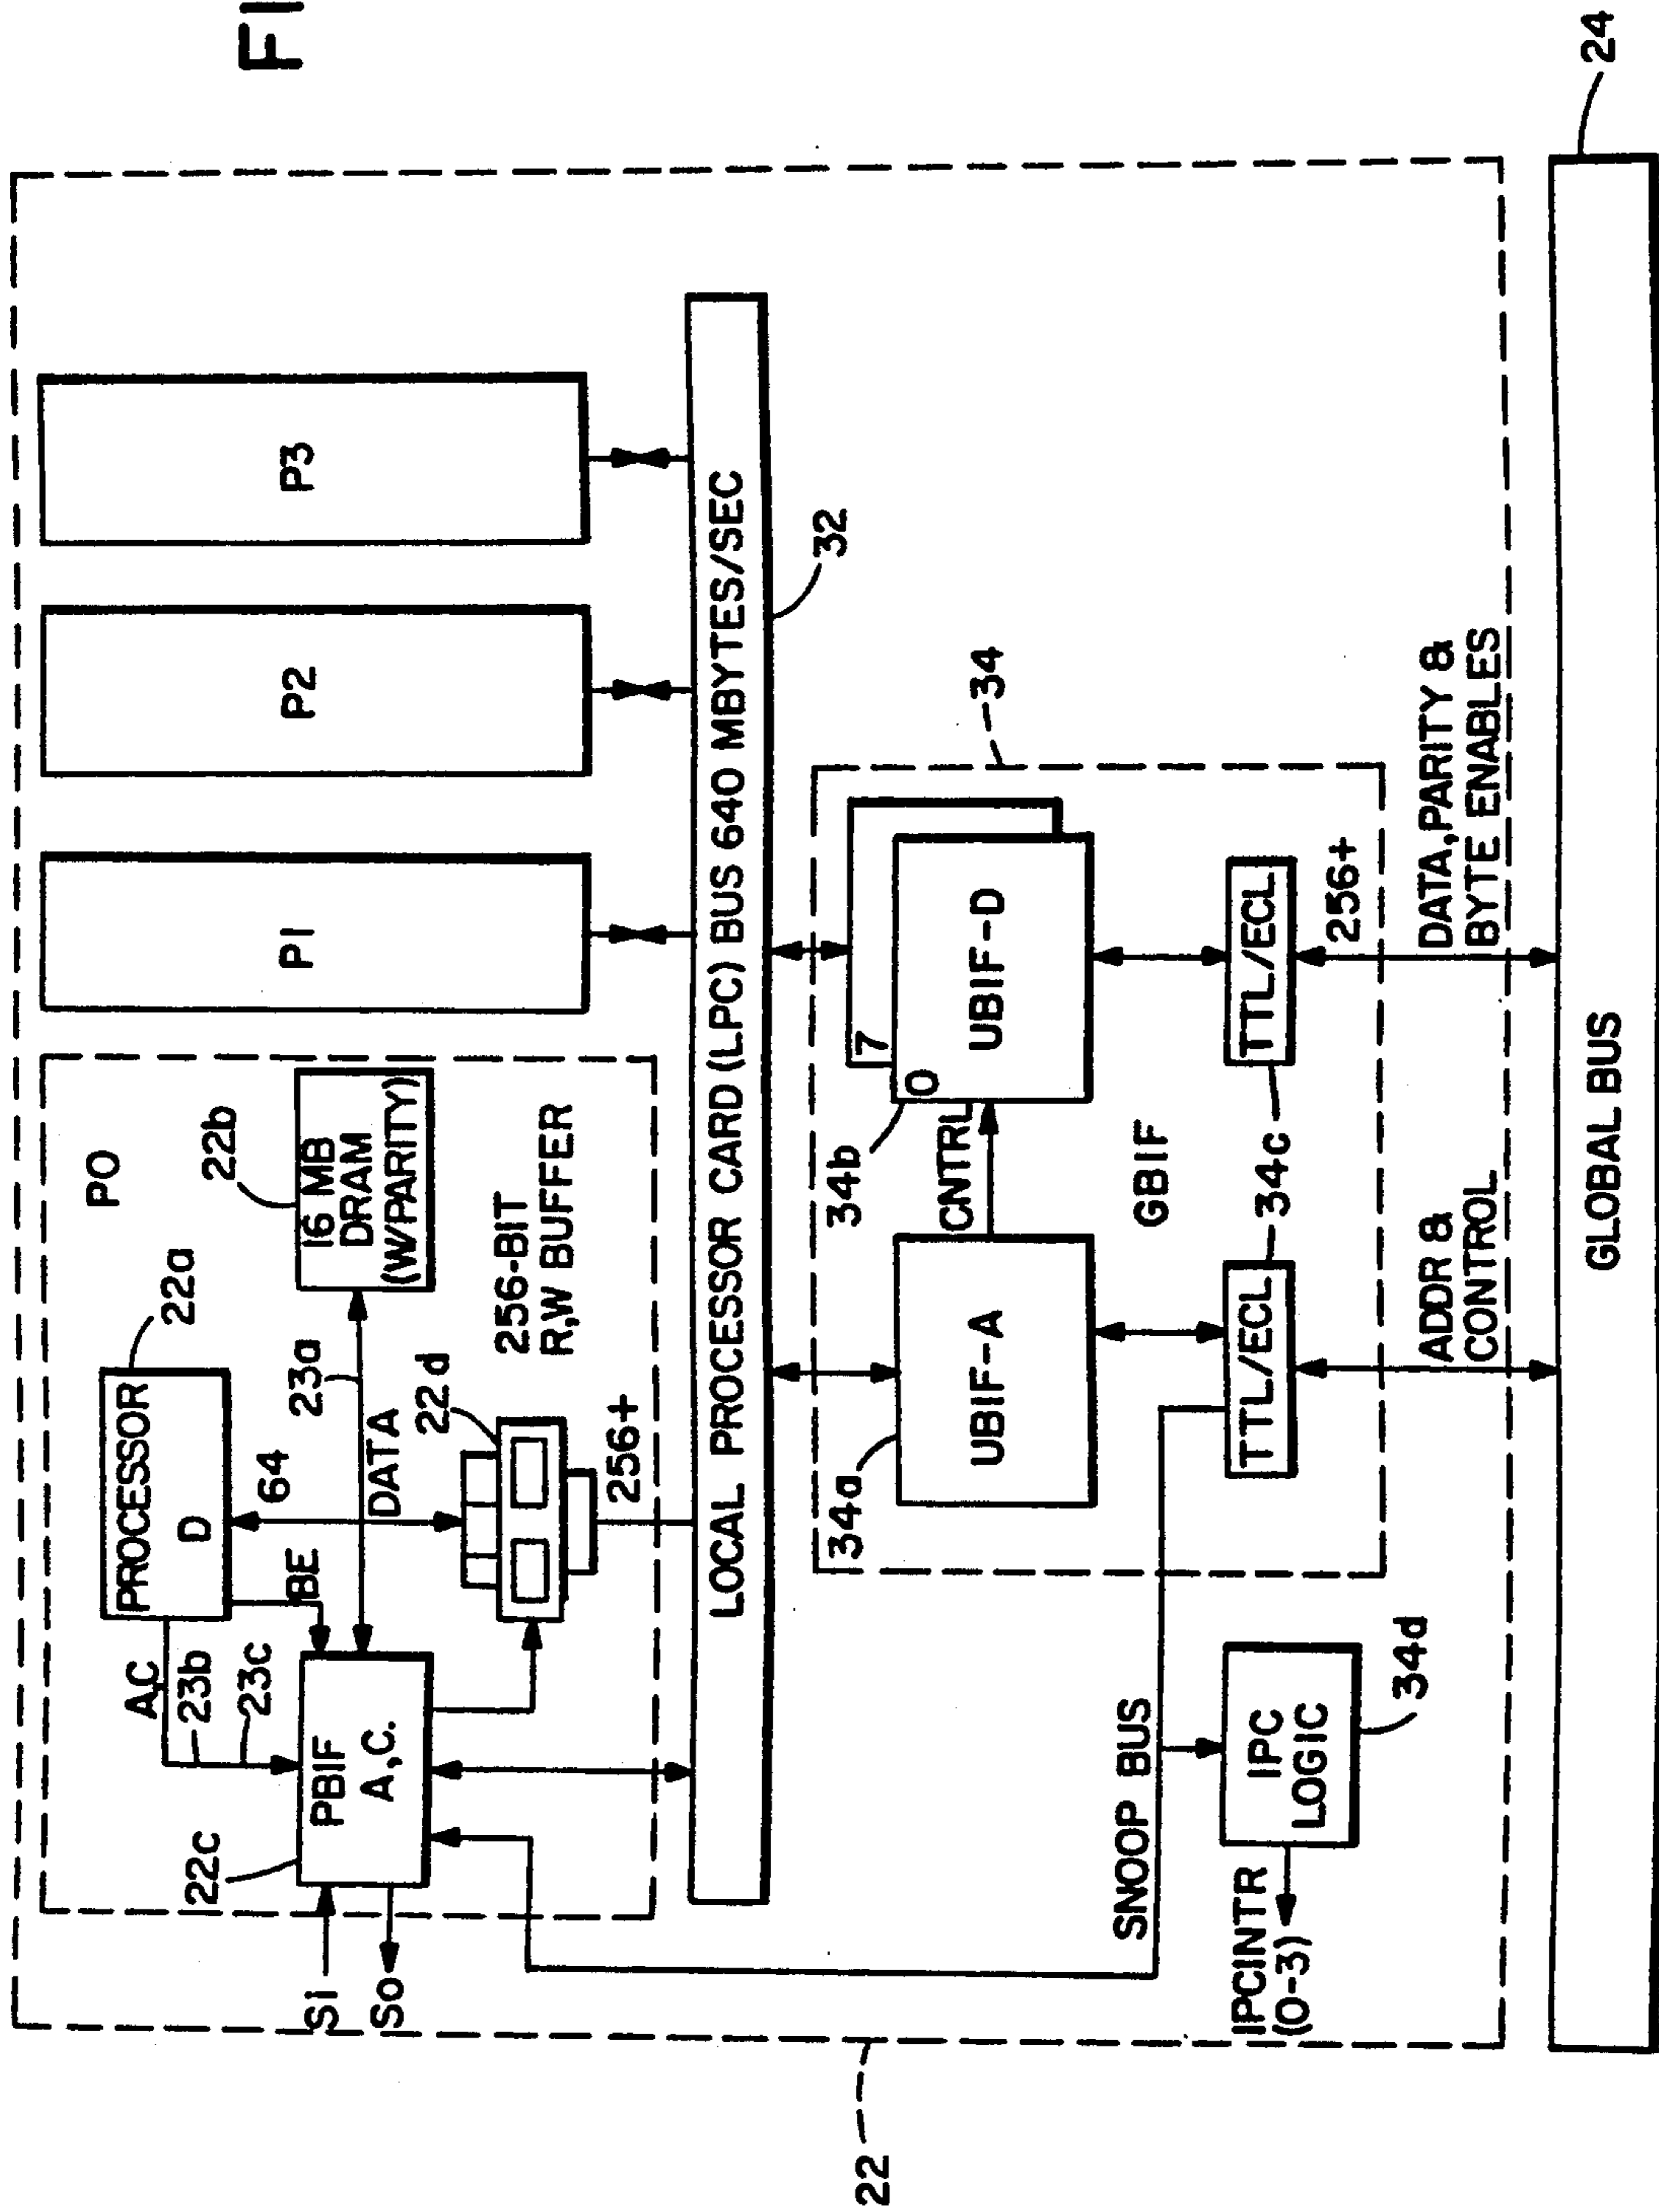 FI
24
P3
P2
P1
PO
22a
22b
PROCESSOR
D
64
23a
16 MB
DRAM
(W/PARITY)
BE
DATA
A,C
23b
23c
22d
256-BIT
R,W BUFFER
22c
PBIF
A,C.
256+
Si
So
LOCAL PROCESSOR CARD (LPC) BUS 640 MBYTES/SEC
32
34
34a
UBIF-A
34b
CNTRL
O
7
UBIF-D
GBIF
TTL/ECL
34c
TTL/ECL
256+
SNOOP BUS
IPC
LOGIC
34d
IPCINTR
(0-3)
ADDR &
CONTROL
DATA,PARITY &
BYTE ENABLES
GLOBAL BUS
22